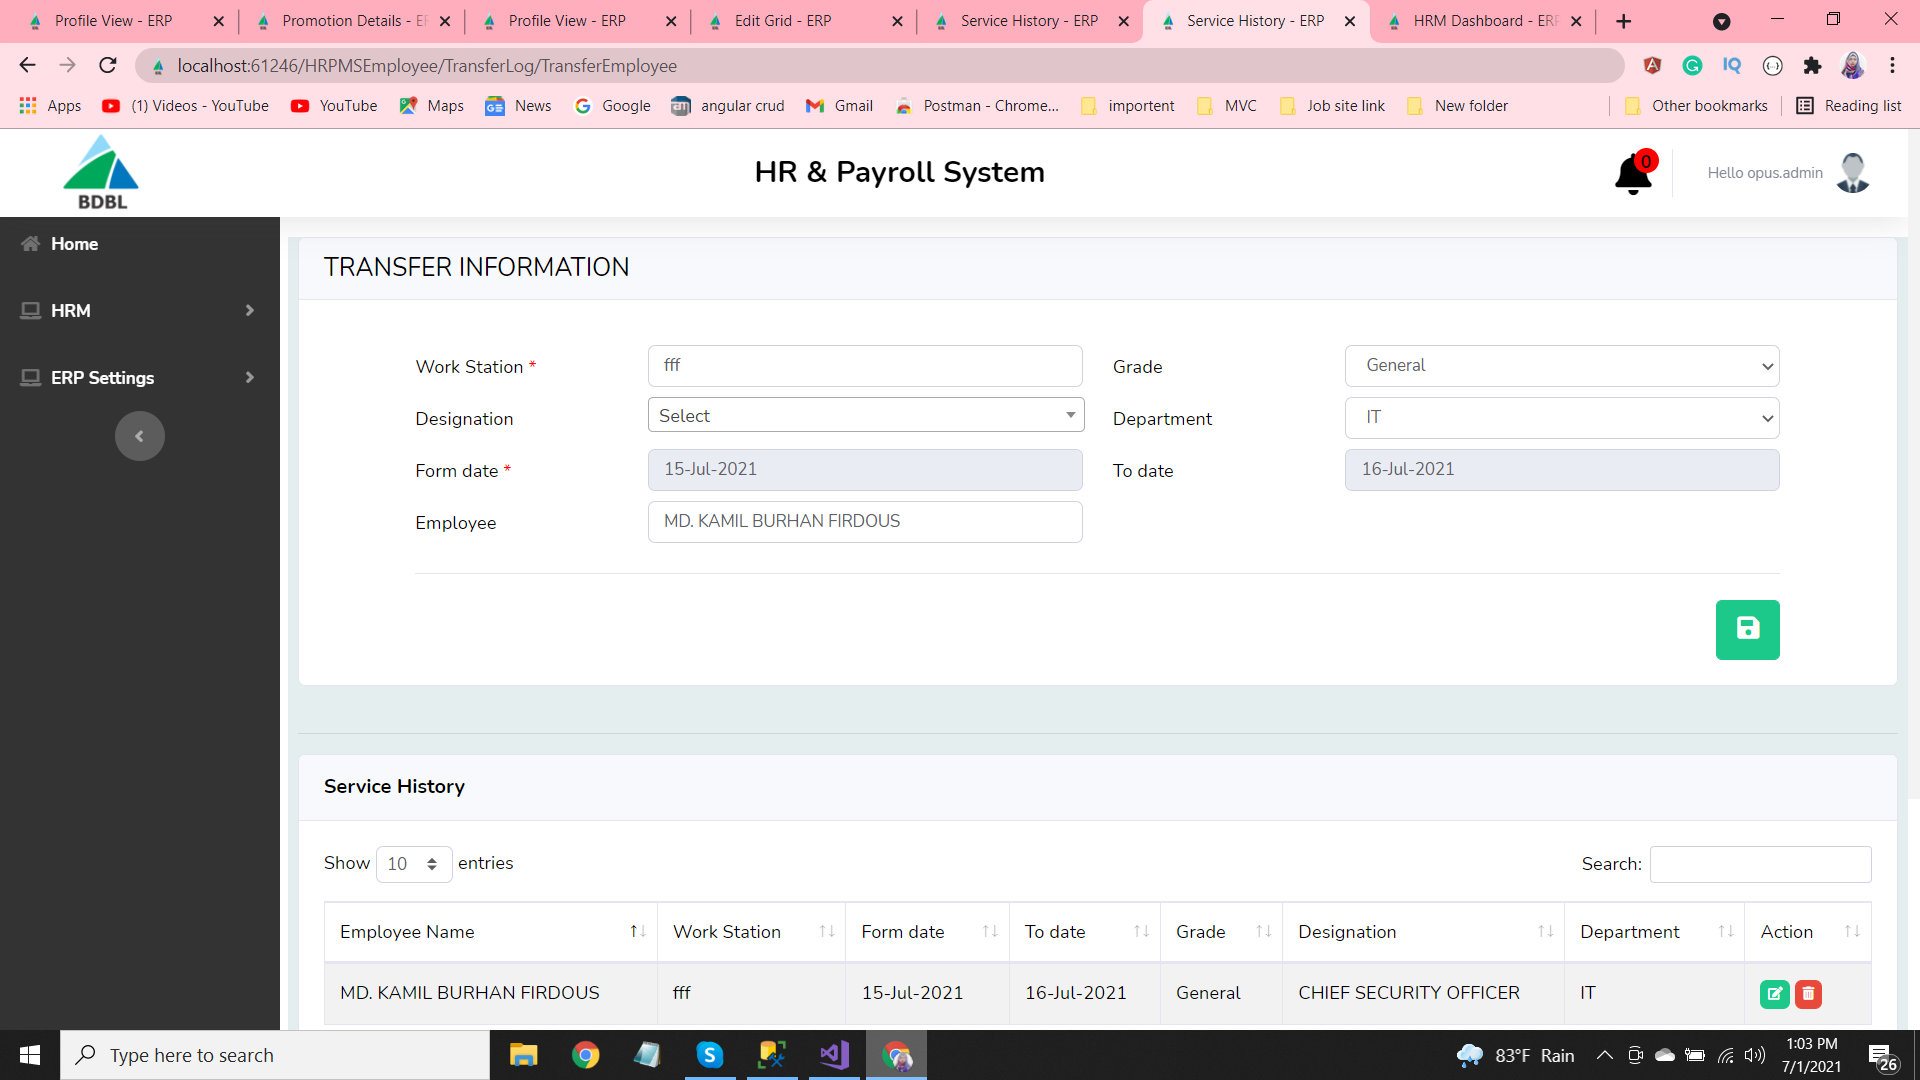 Profile View - ERP
Promotion Details - ER
Profile View - ERP
Edit Grid - ERP
Service History - ERP
Service History - ERP
HRM Dashboard - ERP
localhost:61246/HRPMSEmployee/TransferLog/TransferEmployee
IQ
Apps
(1) Videos - YouTube
YouTube
Maps
News
Google
angular crud
Gmail
Postman - Chrome...
importent
MVC
Job site link
New folder
Other bookmarks
Reading list
BDBL
HR & Payroll System
0
Hello opus.admin
Home
HRM
ERP Settings
TRANSFER INFORMATION
Work Station * fff Grade General
Designation Select Department IT
Form date * 15-Jul-2021 To date 16-Jul-2021
Employee MD. KAMIL BURHAN FIRDOUS
Service History
Show 10 entries Search:
Employee Name Work Station Form date To date Grade Designation Department Action
MD. KAMIL BURHAN FIRDOUS fff 15-Jul-2021 16-Jul-2021 General CHIEF SECURITY OFFICER IT
Type here to search
83°F Rain
1:03 PM
7/1/2021
26